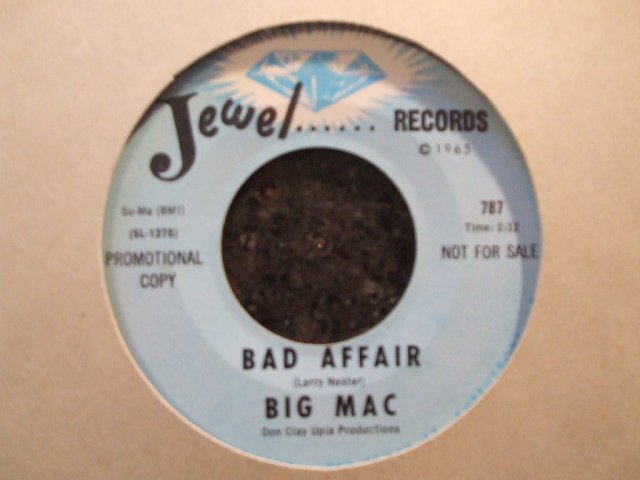 Jewel...... RECORDS
© 1965
Su-Ma (BMI)
(SL-1275)
PROMOTIONAL
COPY
787
Time: 2:12
NOT FOR SALE
BAD AFFAIR
(Larry Nestor)
BIG MAC
Don Clay Productions